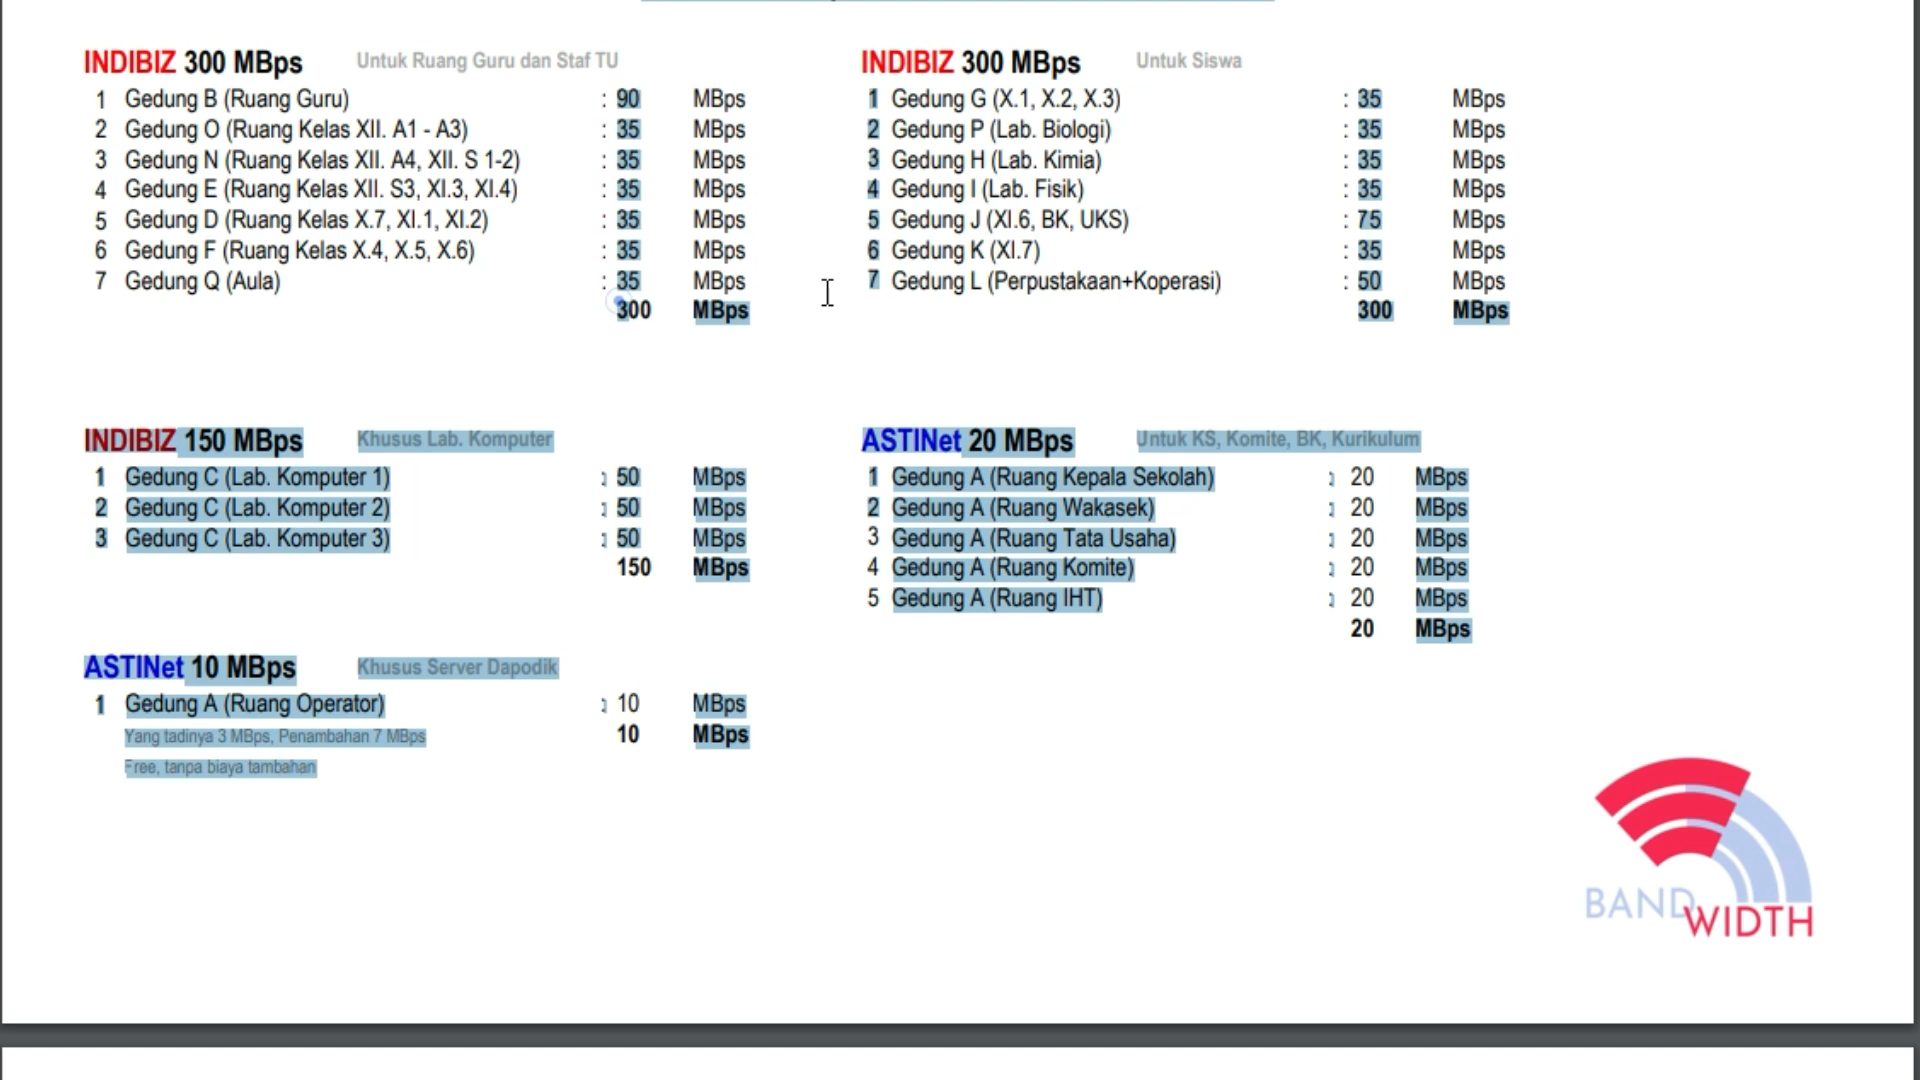 INDIBIZ 300 MBps Untuk Ruang Guru dan Staf TU
1 Gedung B (Ruang Guru) : 90 MBps
2 Gedung O (Ruang Kelas XII. A1 - A3) : 35 MBps
3 Gedung N (Ruang Kelas XII. A4, XII. S 1-2) : 35 MBps
4 Gedung E (Ruang Kelas XII. S3, XI.3, XI.4) : 35 MBps
5 Gedung D (Ruang Kelas X.7, XI.1, XI.2) : 35 MBps
6 Gedung F (Ruang Kelas X.4, X.5, X.6) : 35 MBps
7 Gedung Q (Aula) : 35 MBps
300 MBps
INDIBIZ 300 MBps Untuk Siswa
1 Gedung G (X.1, X.2, X.3) : 35 MBps
2 Gedung P (Lab. Biologi) : 35 MBps
3 Gedung H (Lab. Kimia) : 35 MBps
4 Gedung I (Lab. Fisik) : 35 MBps
5 Gedung J (XI.6, BK, UKS) : 75 MBps
6 Gedung K (XI.7) : 35 MBps
7 Gedung L (Perpustakaan+Koperasi) : 50 MBps
300 MBps
INDIBIZ 150 MBps Khusus Lab. Komputer
1 Gedung C (Lab. Komputer 1) : 50 MBps
2 Gedung C (Lab. Komputer 2) : 50 MBps
3 Gedung C (Lab. Komputer 3) : 50 MBps
150 MBps
ASTINet 20 MBps Untuk KS, Komite, BK, Kurikulum
1 Gedung A (Ruang Kepala Sekolah) : 20 MBps
2 Gedung A (Ruang Wakasek) : 20 MBps
3 Gedung A (Ruang Tata Usaha) : 20 MBps
4 Gedung A (Ruang Komite) : 20 MBps
5 Gedung A (Ruang IHT) : 20 MBps
20 MBps
ASTINet 10 MBps Khusus Server Dapodik
1 Gedung A (Ruang Operator) : 10 MBps
Yang tadinya 3 MBps, Penambahan 7 MBps
10 MBps
Free, tanpa biaya tambahan
BANDWIDTH